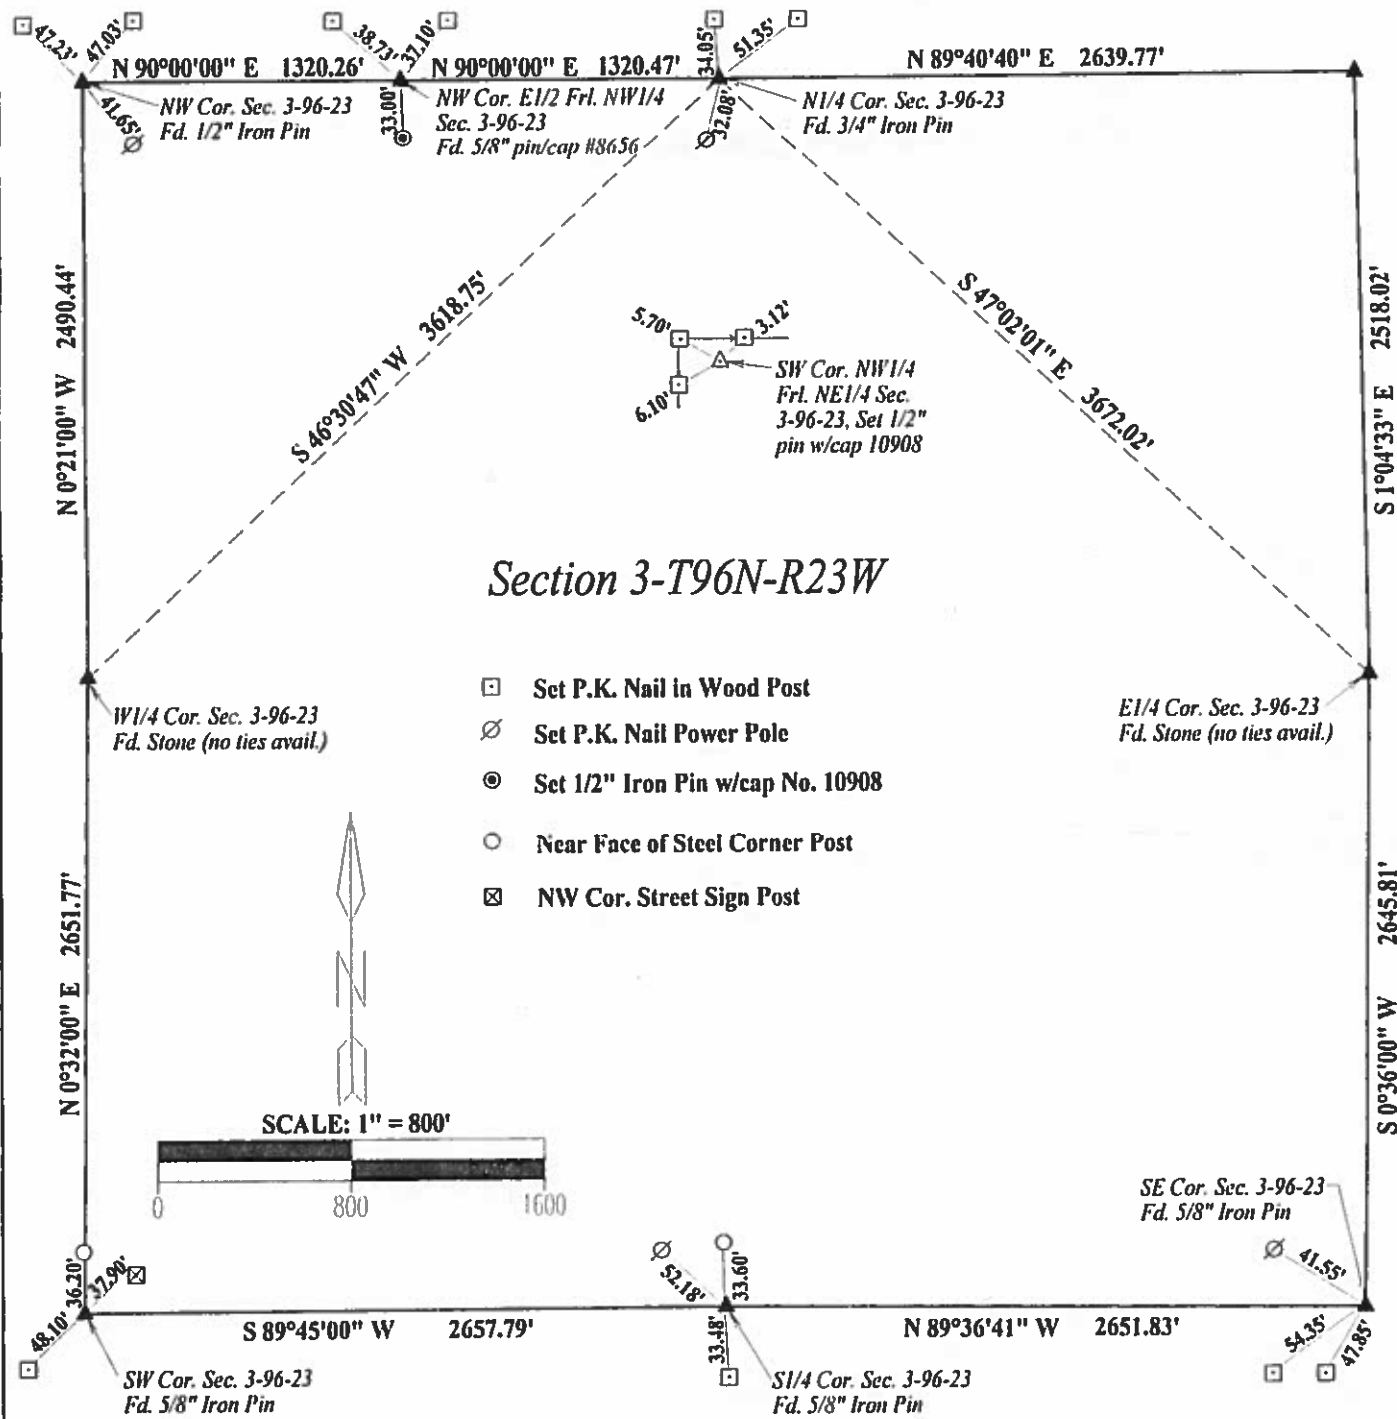 47.23'
47.03'
38.73'
37.10'
34.05'
51.35'
N 90°00'00" E 1320.26'
N 90°00'00" E 1320.47'
N 89°40'40" E 2639.77'
41.65'
NW Cor. Sec. 3-96-23
Fd. 1/2" Iron Pin
33.00'
NW Cor. E1/2 Frl. NW1/4
Sec. 3-96-23
Fd. 5/8" pin/cap #8656
32.08'
N1/4 Cor. Sec. 3-96-23
Fd. 3/4" Iron Pin
N 0°21'00" W 2490.44'
S 46°30'47" W 3618.75'
S 47°02'01" E 3672.02'
S 1°04'33" E 2518.02'
5.70'
3.12'
6.10'
SW Cor. NW1/4
Frl. NE1/4 Sec.
3-96-23, Set 1/2"
pin w/cap 10908
Section 3-T96N-R23W
Set P.K. Nail in Wood Post
Set P.K. Nail Power Pole
Set 1/2" Iron Pin w/cap No. 10908
Near Face of Steel Corner Post
NW Cor. Street Sign Post
W1/4 Cor. Sec. 3-96-23
Fd. Stone (no ties avail.)
E1/4 Cor. Sec. 3-96-23
Fd. Stone (no ties avail.)
N 0°32'00" E 2651.77'
S 0°36'00" W 2645.81'
N
SCALE: 1" = 800'
0 800 1600
SE Cor. Sec. 3-96-23
Fd. 5/8" Iron Pin
36.20'
37.90'
48.10'
52.18'
33.60'
33.48'
41.55'
54.35'
47.85'
S 89°45'00" W 2657.79'
N 89°36'41" W 2651.83'
SW Cor. Sec. 3-96-23
Fd. 5/8" Iron Pin
S1/4 Cor. Sec. 3-96-23
Fd. 5/8" Iron Pin